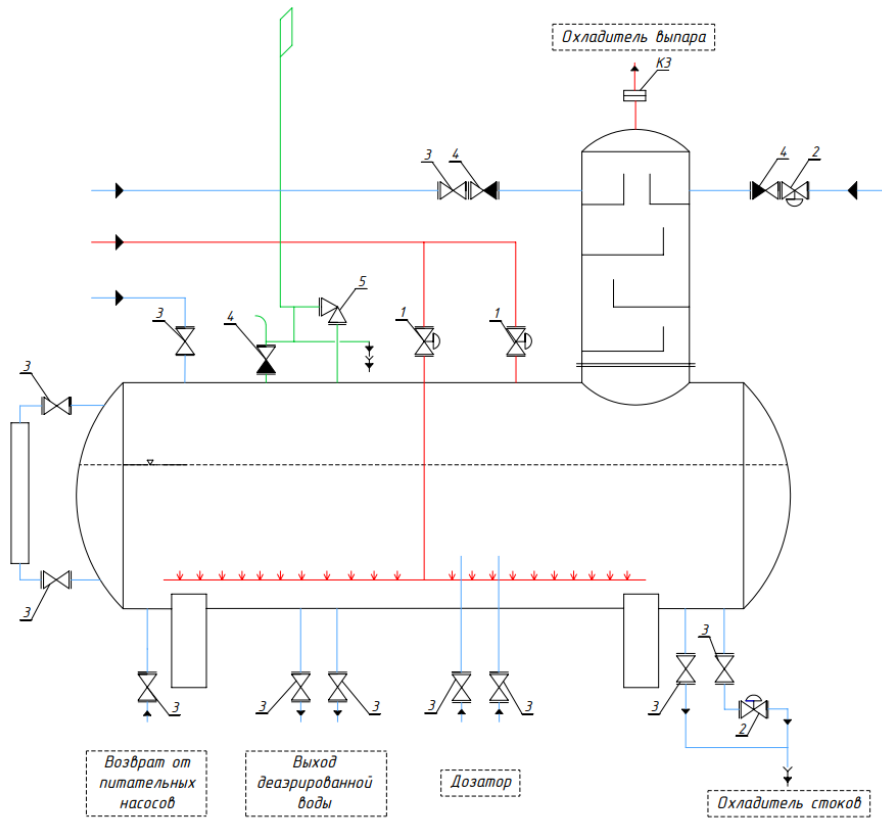 Охладитель выпара
КЗ
3
4
4
2
5
3
4
1
1
3
3
3
3
3
3
3
3
3
2
Возврат от
питательных
насосов
Выход
деаэрированной
воды
Дозатор
Охладитель стоков